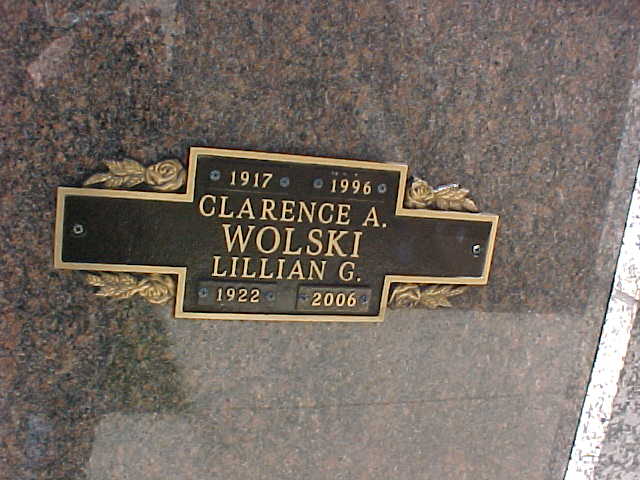 1917 1996
CLARENCE A.
WOLSKI
LILLIAN G.
1922 2006